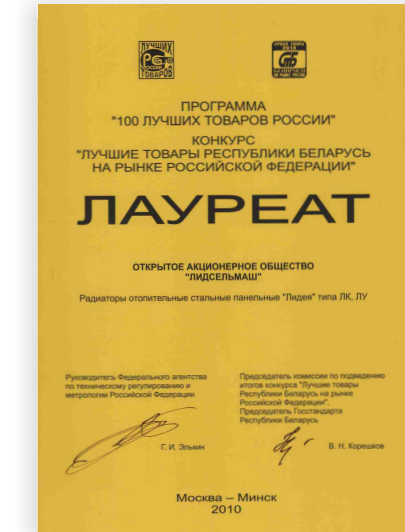 ЛУЧШИХ
ТОВАРОВ
ПРОГРАММА
"100 ЛУЧШИХ ТОВАРОВ РОССИИ"
КОНКУРС
"ЛУЧШИЕ ТОВАРЫ РЕСПУБЛИКИ БЕЛАРУСЬ
НА РЫНКЕ РОССИЙСКОЙ ФЕДЕРАЦИИ"
ЛАУРЕАТ
ОТКРЫТОЕ АКЦИОНЕРНОЕ ОБЩЕСТВО
"ЛИДСЕЛЬМАШ"
Радиаторы отопительные стальные панельные "Лидея" типа ЛК, ЛУ
Руководитель Федерального агентства
по техническому регулированию и
метрологии Российской Федерации
Г. И. Элькин
Председатель комиссии по подведению
итогов конкурса "Лучшие товары
Республики Беларусь на рынке
Российской Федерации",
Председатель Госстандарта
Республики Беларусь
В. Н. Корешков
Москва – Минск
2010